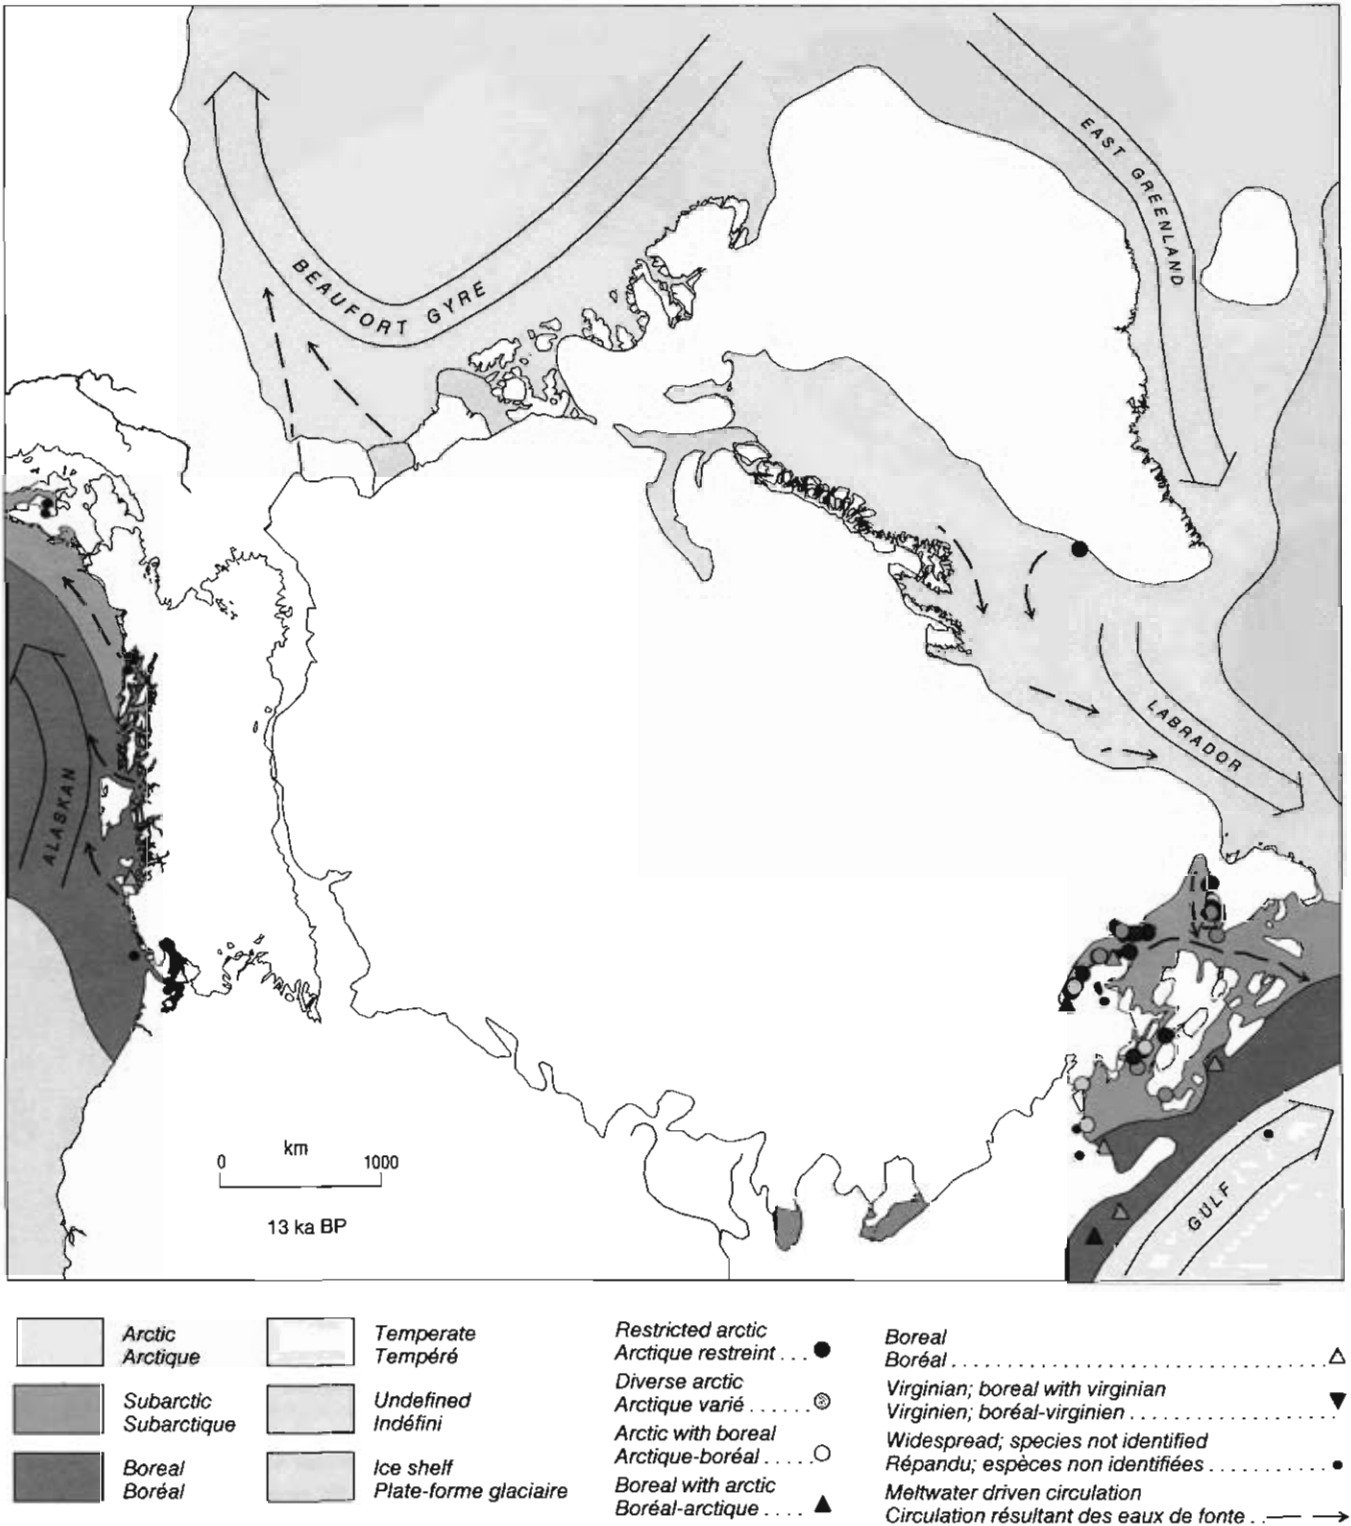 EAST GREENLAND
BEAUFORT GYRE
LABRADOR
ALASKAN
GULF
km
0 1000
13 ka BP
Arctic
Arctique
Subarctic
Subarctique
Boreal
Boréal
Temperate
Tempéré
Undefined
Indéfini
Ice shelf
Plate-forme glaciaire
Restricted arctic
Arctique restreint . . .
Diverse arctic
Arctique varié . . . . . .
Arctic with boreal
Arctique-boréal . . . . .
Boreal with arctic
Boréal-arctique . . . .
Boreal
Boréal . . . . . . . . . . . . . . . . . . . . . . . . . . . . . .
Virginian; boreal with virginian
Virginien; boréal-virginien . . . . . . . . . . . . . . . . .
Widespread; species not identified
Répandu; espèces non identifiées . . . . . . . . . . .
Meltwater driven circulation
Circulation résultant des eaux de fonte . .